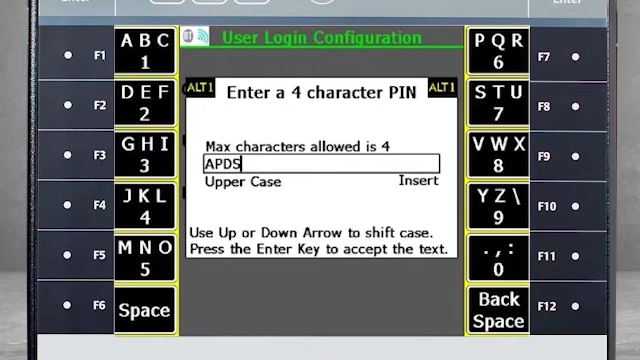 Enter
Enter
BT
User Login Configuration
F1
A B C
1
F2
D E F
2
F3
G H I
3
F4
J K L
4
F5
M N O
5
F6
Space
ALT1
Enter a 4 character PIN
ALT1
Max characters allowed is 4
APDS
Upper Case
Insert
Use Up or Down Arrow to shift case.
Press the Enter Key to accept the text.
P Q R
6
F7
S T U
7
F8
V W X
8
F9
Y Z \
9
F10
. , :
0
F11
Back
Space
F12